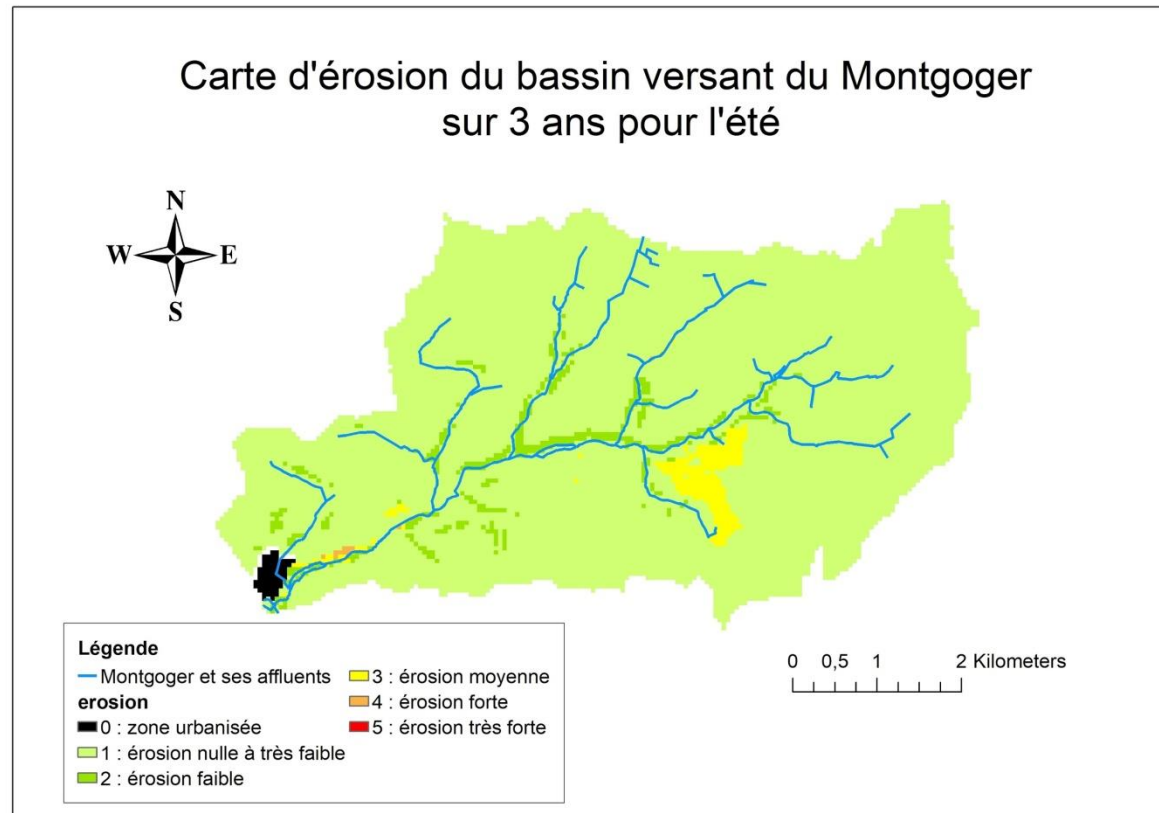 Carte d'érosion du bassin versant du Montgoger
sur 3 ans pour l'été
N
W E
S
Légende
Montgoger et ses affluents
erosion
0 : zone urbanisée
1 : érosion nulle à très faible
2 : érosion faible
3 : érosion moyenne
4 : érosion forte
5 : érosion très forte
0 0,5 1 2 Kilometers